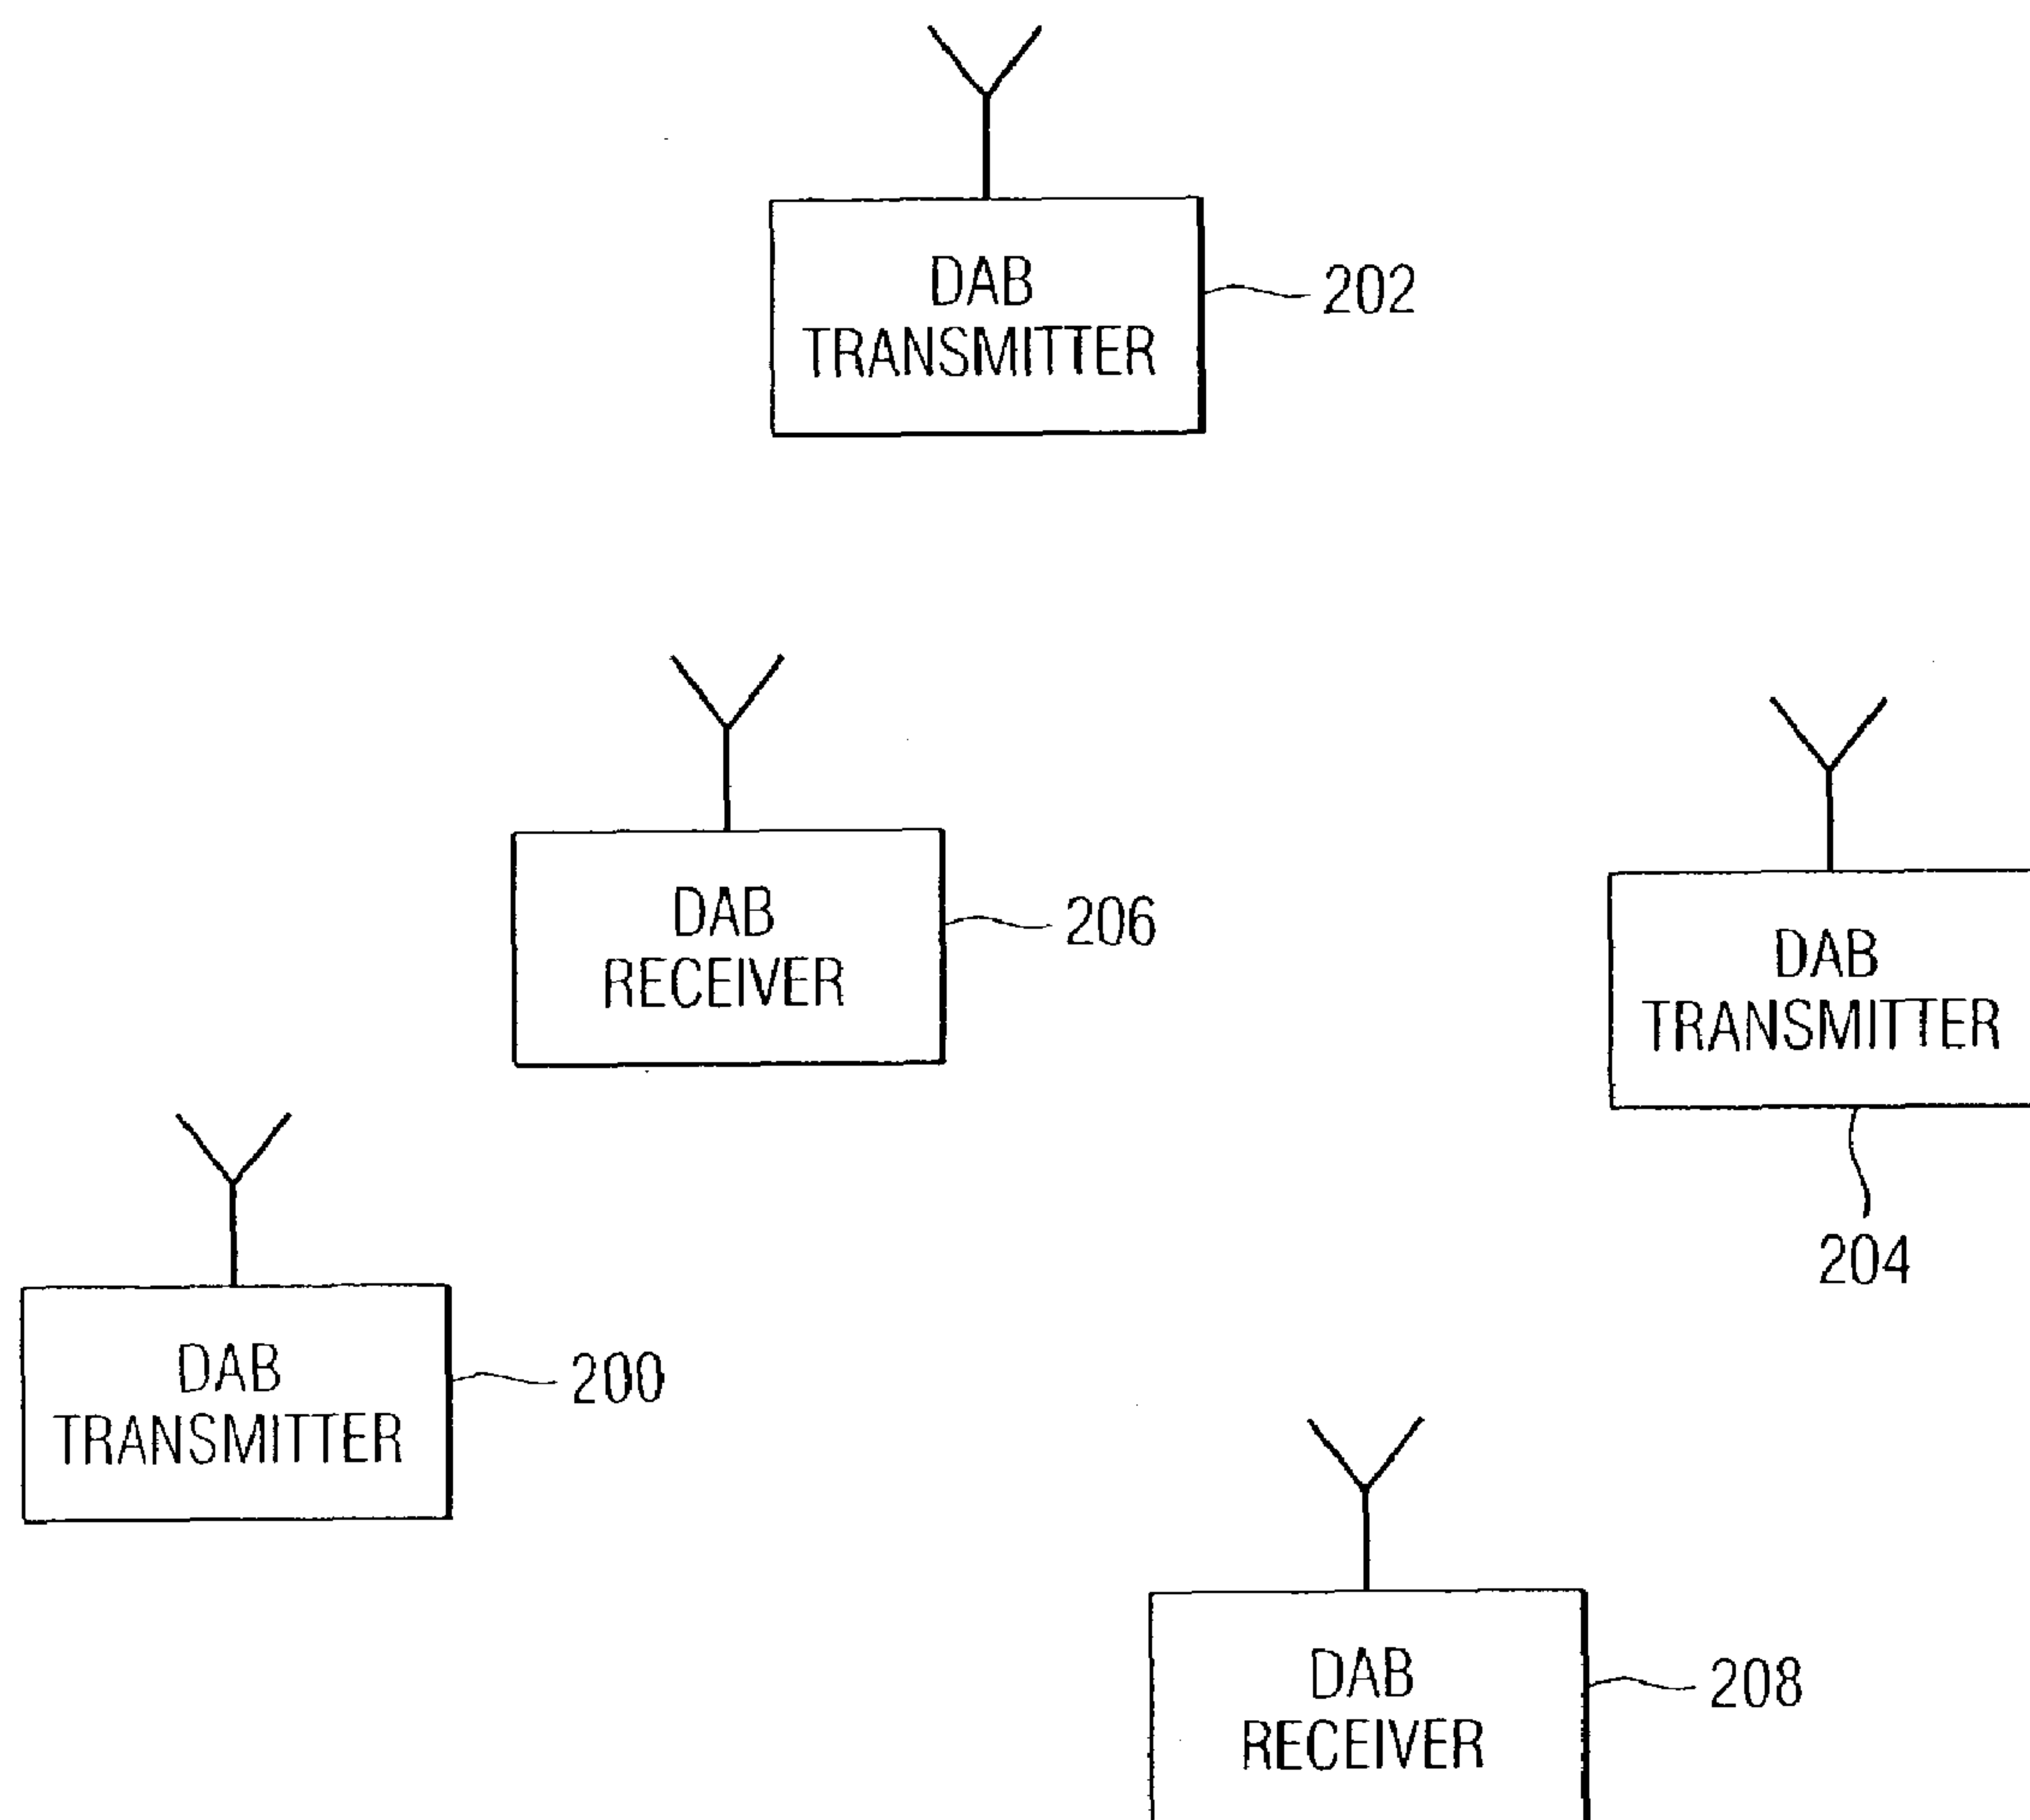 DAB
TRANSMITTER
202
DAB
RECEIVER
206
DAB
TRANSMITTER
204
DAB
TRANSMITTER
200
DAB
RECEIVER
208